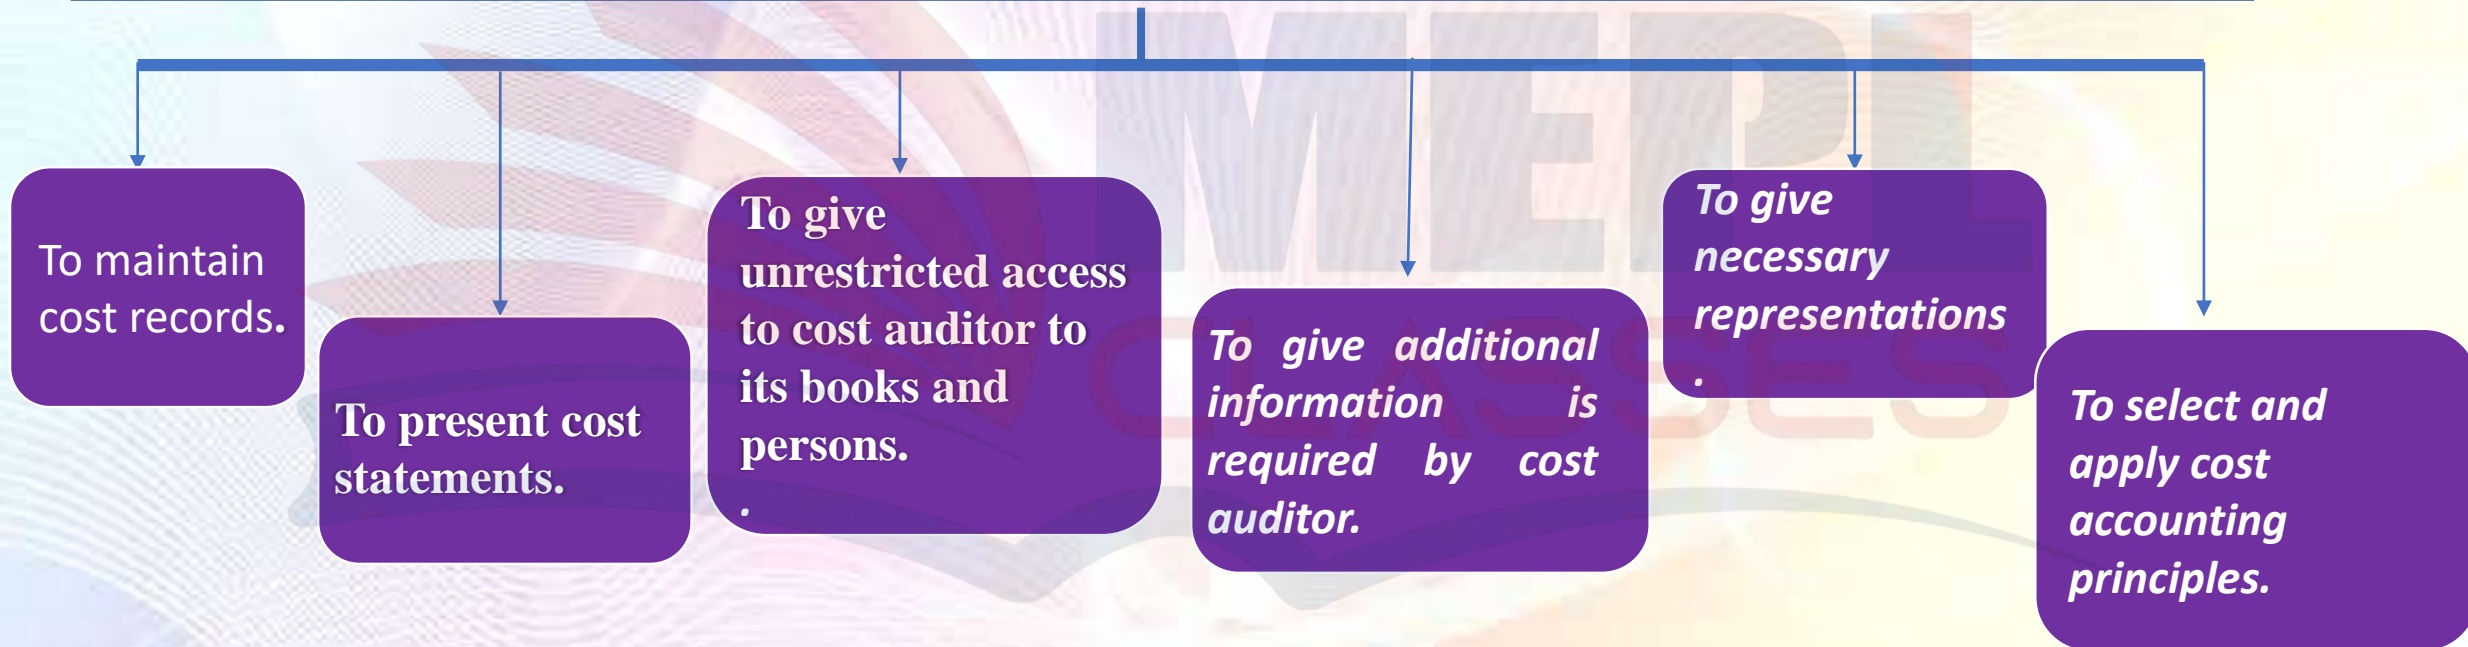 MEPL
CLASSES
To maintain
cost records.
To present cost
statements.
To give
unrestricted access
to cost auditor to
its books and
persons.
.
To give additional
information is
required by cost
auditor.
To give
necessary
representations
.
To select and
apply cost
accounting
principles.